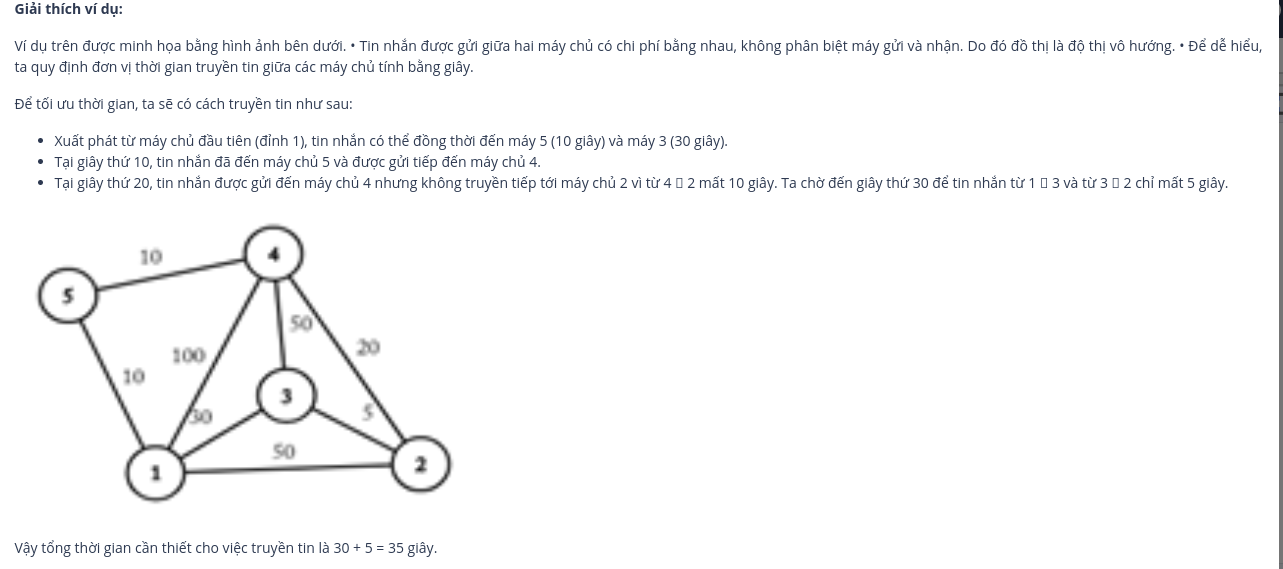 Giải thích ví dụ:
Ví dụ trên được minh họa bằng hình ảnh bên dưới. • Tin nhắn được gửi giữa hai máy chủ có chi phí bằng nhau, không phân biệt máy gửi và nhận. Do đó đồ thị là độ thị vô hướng. • Để dễ hiểu,
ta quy định đơn vị thời gian truyền tin giữa các máy chủ tính bằng giây.
Để tối ưu thời gian, ta sẽ có cách truyền tin như sau:
• Xuất phát từ máy chủ đầu tiên (đỉnh 1), tin nhắn có thể đồng thời đến máy 5 (10 giây) và máy 3 (30 giây).
• Tại giây thứ 10, tin nhắn đã đến máy chủ 5 và được gửi tiếp đến máy chủ 4.
• Tại giây thứ 20, tin nhắn được gửi đến máy chủ 4 nhưng không truyền tiếp tới máy chủ 2 vì từ 4 ▯ 2 mất 10 giây. Ta chờ đến giây thứ 30 để tin nhắn từ 1 ▯ 3 và từ 3 ▯ 2 chỉ mất 5 giây.
10
4
5
50
20
100
10
3
30
5
50
1
2
Vậy tổng thời gian cần thiết cho việc truyền tin là 30 + 5 = 35 giây.